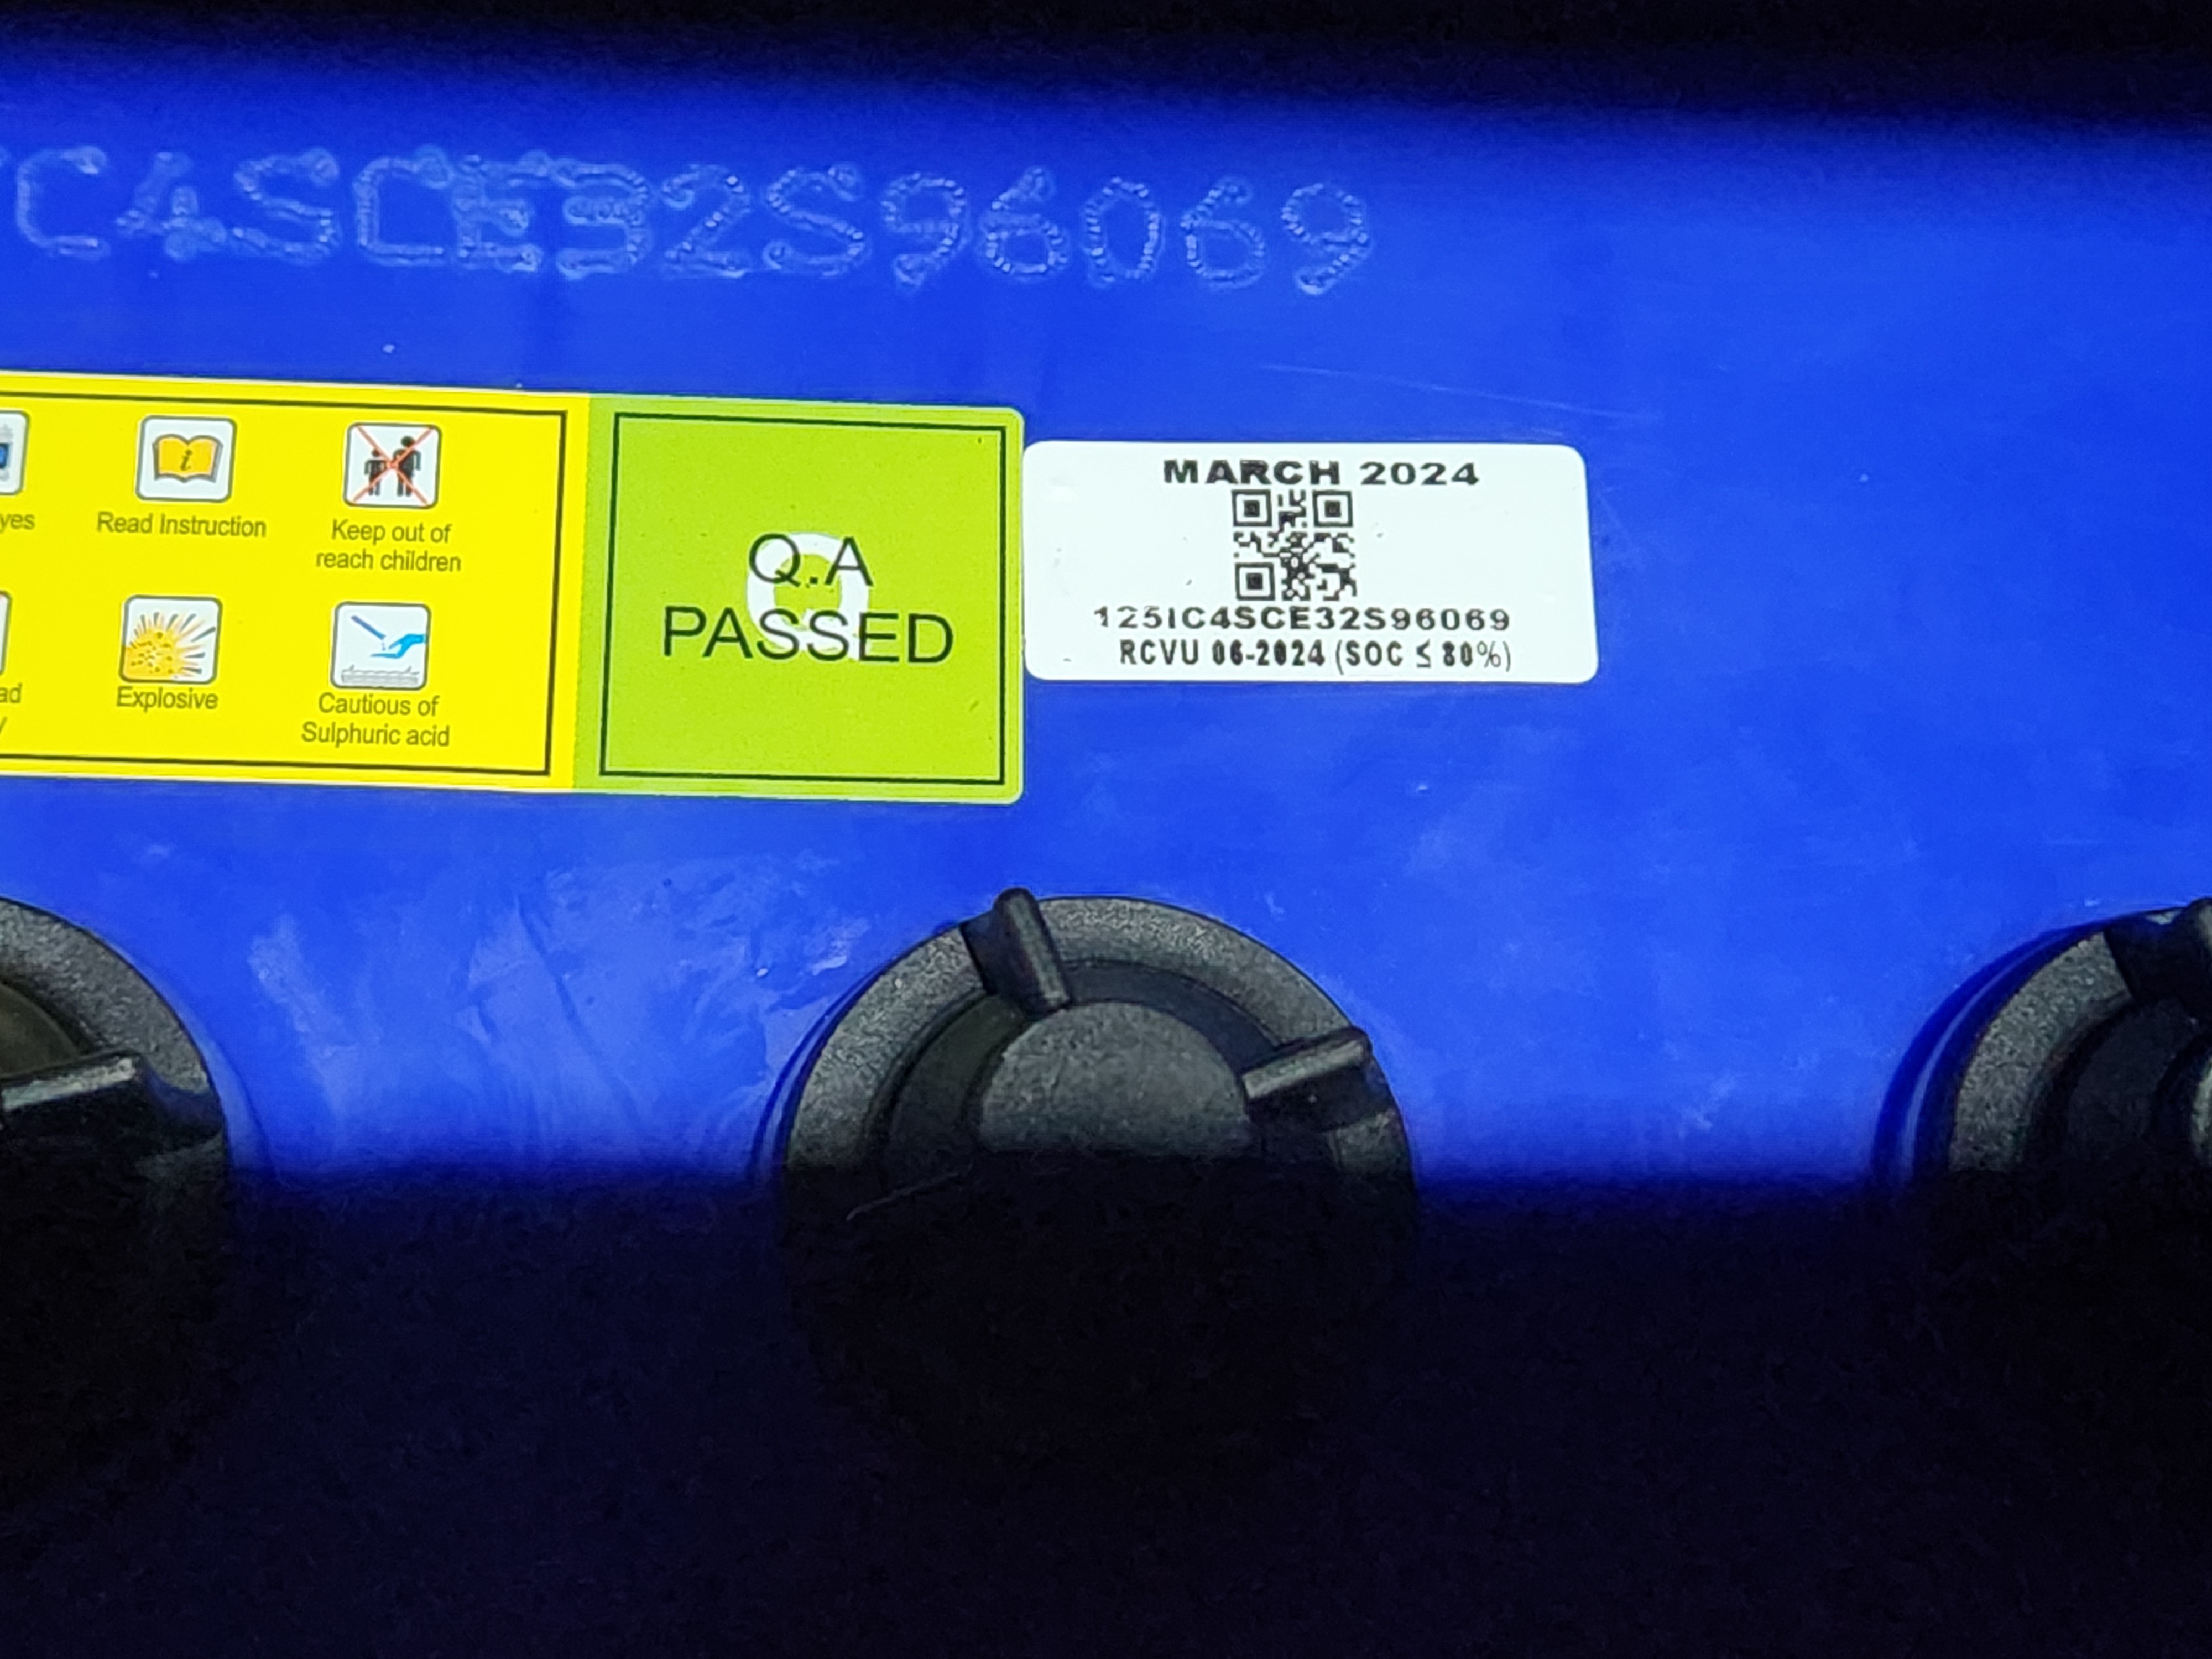 C4SCE32S96069
yes
Read Instruction
Keep out of
reach children
ad
y
Explosive
Cautious of
Sulphuric acid
Q.A
PASSED
MARCH 2024
125IC4SCE32S96069
RCVU 06-2024 (SOC ≤ 80%)